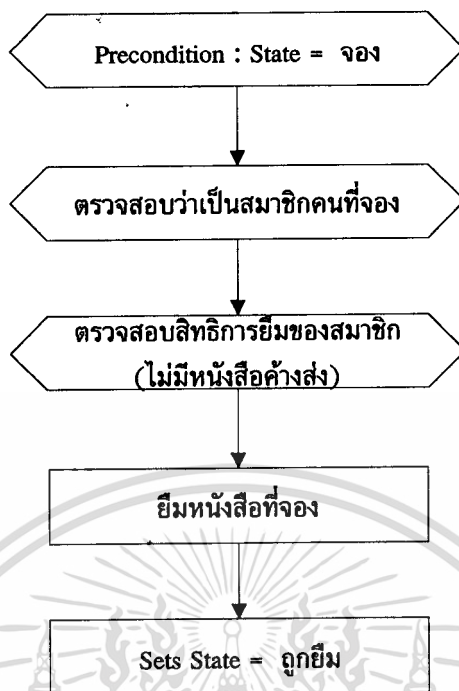 Precondition : State = จอง
ตรวจสอบว่าเป็นสมาชิกคนที่จอง
ตรวจสอบสิทธิการยืมของสมาชิก
(ไม่มีหนังสือค้างส่ง)
ยืมหนังสือที่จอง
Sets State = ถูกยืม